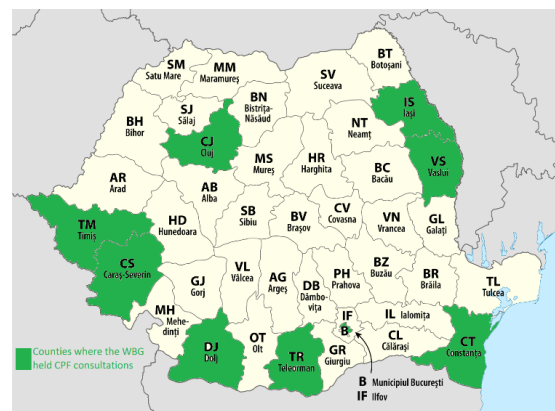 BT
Botoșani
SM
Satu Mare
MM
Maramureș
SV
Suceava
BN
Bistrița-
Năsăud
IS
Iași
SJ
Sălaj
BH
Bihor
CJ
Cluj
NT
Neamț
MS
Mureș
HR
Harghita
VS
Vaslui
BC
Bacău
AR
Arad
AB
Alba
TM
Timiș
HD
Hunedoara
SB
Sibiu
BV
Brașov
CV
Covasna
VN
Vrancea
GL
Galați
CS
Caraș-Severin
GJ
Gorj
VL
Vâlcea
AG
Argeș
DB
Dâmbo-
vița
PH
Prahova
BZ
Buzău
BR
Brăila
TL
Tulcea
MH
Mehe-
dinți
IF
B
IL Ialomița
DJ
Dolj
OT
Olt
TR
Teleorman
GR
Giurgiu
CL
Călărași
CT
Constanța
Counties where the WBG
held CPF consultations
B Municipiul București
IF Ilfov